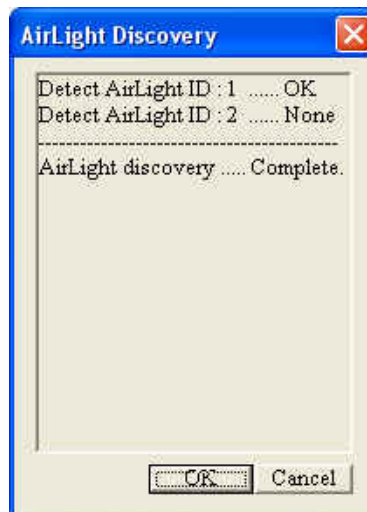 AirLight Discovery
Detect AirLight ID : 1 ...... OK
Detect AirLight ID : 2 ...... None
--------------------------------------------
AirLight discovery ..... Complete.
OK Cancel